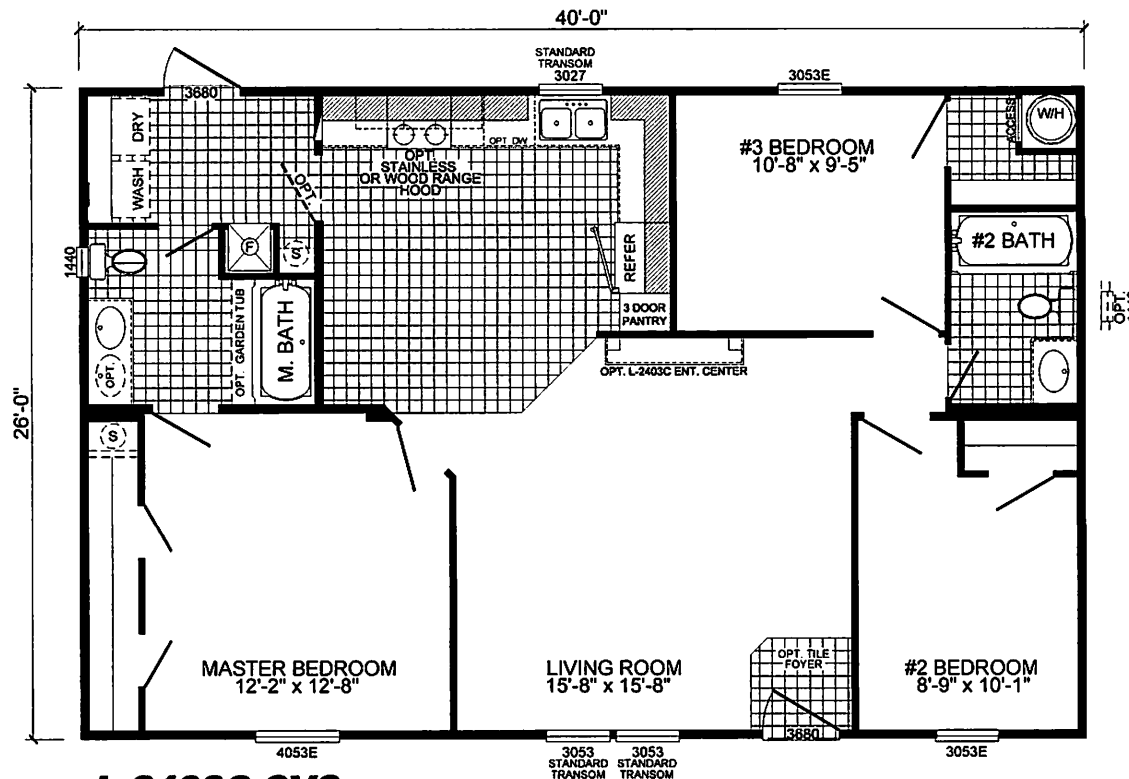 40'-0"
STANDARD
TRANSOM
3027
3053E
3680
DRY
WASH
OPT.
OPT. DW
OPT.
STAINLESS
OR WOOD RANGE
HOOD
#3 BEDROOM
10'-8" x 9'-5"
ACCESS
W/H
1440
F
S
REFER
#2 BATH
OPT.
3 DOOR
PANTRY
OPT. GARDEN TUB
M. BATH
OPT.
OPT. L-2403C ENT. CENTER
26'-0"
S
MASTER BEDROOM
12'-2" x 12'-8"
LIVING ROOM
15'-8" x 15'-8"
OPT. TILE
FOYER
#2 BEDROOM
8'-9" x 10'-1"
4053E
3053
STANDARD
TRANSOM
3053
STANDARD
TRANSOM
3680
3053E